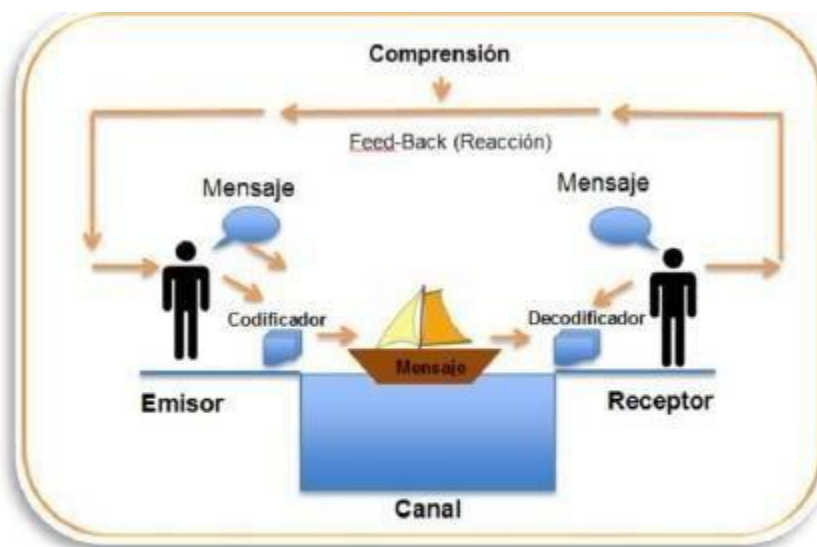 Comprensión
Feed-Back (Reacción)
Mensaje
Mensaje
Codificador
Decodificador
Mensaje
Emisor
Receptor
Canal